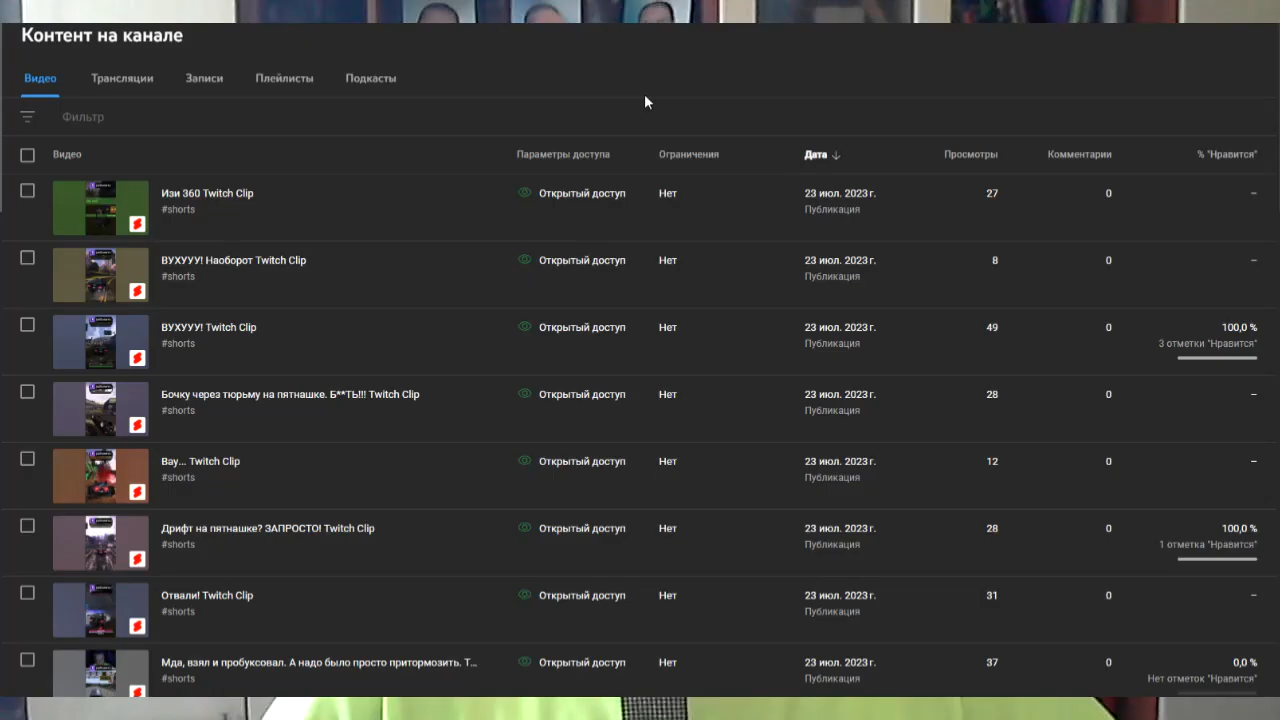 Контент на канале
Видео Трансляции Записи Плейлисты Подкасты
Фильтр
Видео Параметры доступа Ограничения Дата ↓ Просмотры Комментарии % "Нравится"
Изи 360 Twitch Clip Открытый доступ Нет 23 июл. 2023 г. 27 0 –
#shorts Публикация
ВУХУУУ! Наоборот Twitch Clip Открытый доступ Нет 23 июл. 2023 г. 8 0 –
#shorts Публикация
ВУХУУУ! Twitch Clip Открытый доступ Нет 23 июл. 2023 г. 49 0 100,0 %
#shorts Публикация 3 отметки "Нравится"
Бочку через тюрьму на пятнашке. Б**ТЬ!!! Twitch Clip Открытый доступ Нет 23 июл. 2023 г. 28 0 –
#shorts Публикация
Вау... Twitch Clip Открытый доступ Нет 23 июл. 2023 г. 12 0 –
#shorts Публикация
Дрифт на пятнашке? ЗАПРОСТО! Twitch Clip Открытый доступ Нет 23 июл. 2023 г. 28 0 100,0 %
#shorts Публикация 1 отметка "Нравится"
Отвали! Twitch Clip Открытый доступ Нет 23 июл. 2023 г. 31 0 –
#shorts Публикация
Мда, взял и пробуксовал. А надо было просто притормозить. T... Открытый доступ Нет 23 июл. 2023 г. 37 0 0,0 %
#shorts Публикация Нет отметок "Нравится"